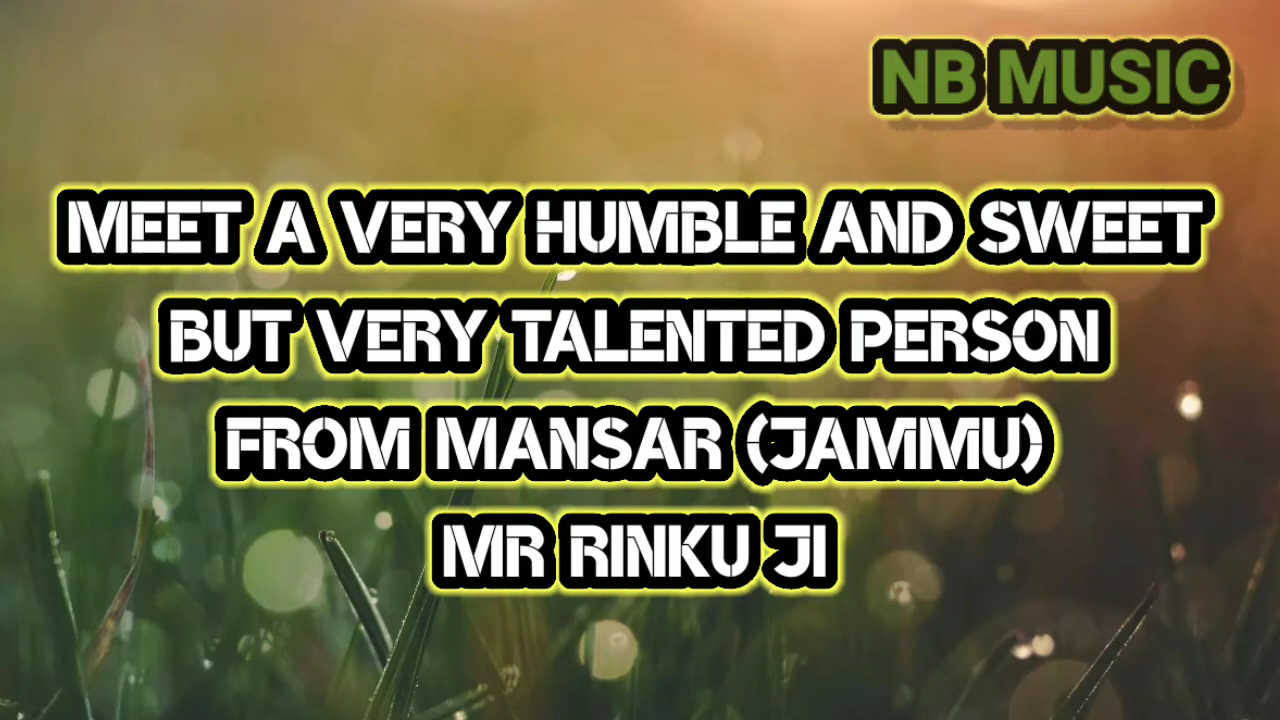 NB MUSIC
MEET A VERY HUMBLE AND SWEET
BUT VERY TALENTED PERSON
FROM MANSAR (JAMMU)
MR RINKU JI